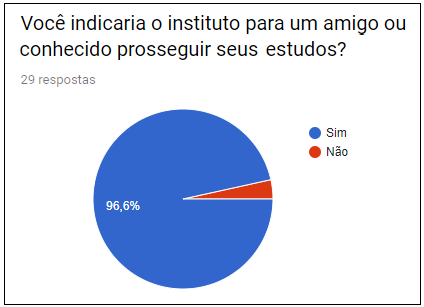 Você indicaria o instituto para um amigo ou
conhecido prosseguir seus estudos?
29 respostas
Sim
Não
96,6%